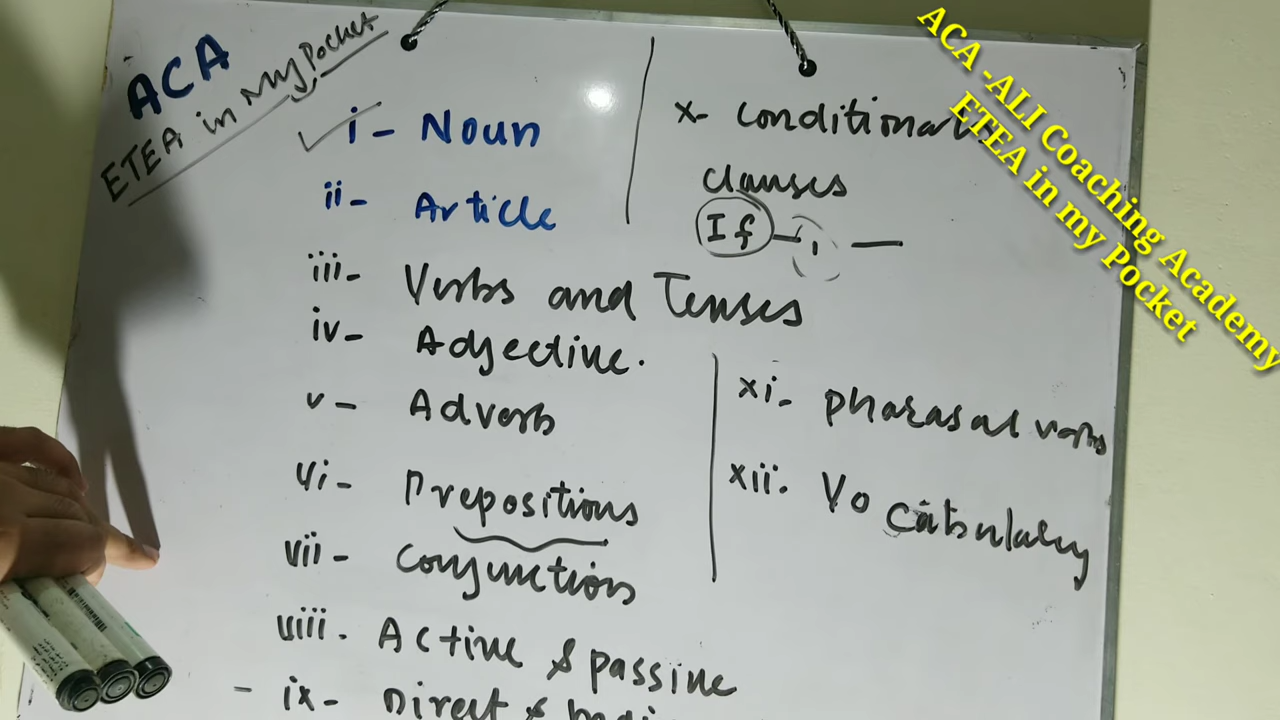 ACA
ETEA in My Pocket
i- Noun
ii- Article
iii- Verbs and Tenses
iv- Adjective.
v- Adverb
vi- Prepositions
vii- Conjunctions
viii. Active & passive
- ix- Direct &
x- conditional
clauses
If - , —
xi- pharasal verbs
xii. Vocabulary
ACA -ALI Coaching Academy
ETEA in my Pocket